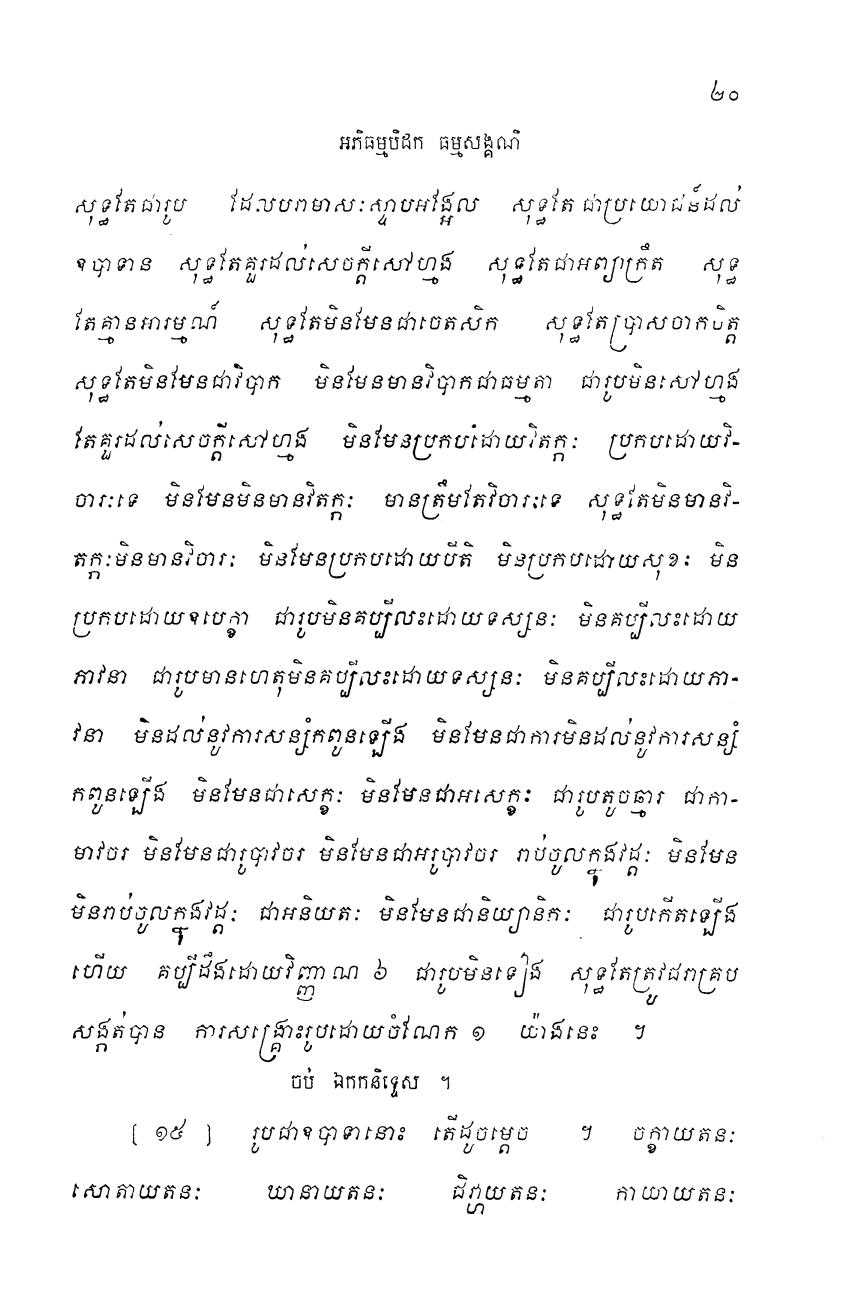 ២០
អភិធម្មបិដក ធម្មសង្គណិ
សុទ្ធតែជារូប ដែលបរាមាសៈស្ទាបអង្អែល សុទ្ធតែជាប្រយោជន៍ដល់
ឧបាទាន សុទ្ធតែគួរដល់សេចក្តីសៅហ្មង សុទ្ធតែជាអព្យាក្រឹត សុទ្ធ
តែគ្មានអារម្មណ៍ សុទ្ធតែមិនមែនជាចេតសិក សុទ្ធតែប្រាសចាកចិត្ត
សុទ្ធតែមិនមែនជាវិបាក មិនមែនមានវិបាកជាធម្មតា ជារូបមិនសៅហ្មង
តែគួរដល់សេចក្តីសៅហ្មង មិនមែនប្រកបដោយវិតក្កៈ ប្រកបដោយវិ-
ចារៈទេ មិនមែនមិនមានវិតក្កៈ មានត្រឹមតែវិចារៈទេ សុទ្ធតែមិនមានវិ-
តក្កៈមិនមានវិចារៈ មិនមែនប្រកបដោយបីតិ មិនប្រកបដោយសុខៈ មិន
ប្រកបដោយឧបេក្ខា ជារូបមិនគប្បីលះដោយទស្សនៈ មិនគប្បីលះដោយ
ភាវនា ជារូបមានហេតុមិនគប្បីលះដោយទស្សនៈ មិនគប្បីលះដោយភា-
វនា មិនដល់នូវការសន្សំកពូនឡើង មិនមែនជាការមិនដល់នូវការសន្សំ
កពូនឡើង មិនមែនជាសេក្ខៈ មិនមែនជាអសេក្ខៈ ជារូបតូចឆ្មារ ជាកា-
មាវចរ មិនមែនជារូបាវចរ មិនមែនជាអរូបាវចរ រាប់ចូលក្នុងវដ្តៈ មិនមែន
មិនរាប់ចូលក្នុងវដ្តៈ ជាអនិយតៈ មិនមែនជានិយ្យានិកៈ ជារូបកើតឡើង
ហើយ គប្បីដឹងដោយវិញ្ញាណ ៦ ជារូបមិនទៀង សុទ្ធតែត្រូវជរាគ្រប
សង្កត់បាន ការសង្គ្រោះរូបដោយចំណែក ១ យ៉ាងនេះ ។
ចប់ ឯកកនិទ្ទេស ។
[ ១៥ ] រូបជាឧបាទានោះ តើដូចម្តេច ។ ចក្ខាយតនៈ
សោតាយតនៈ ឃានាយតនៈ ជិវ្ហាយតនៈ កាយាយតនៈ